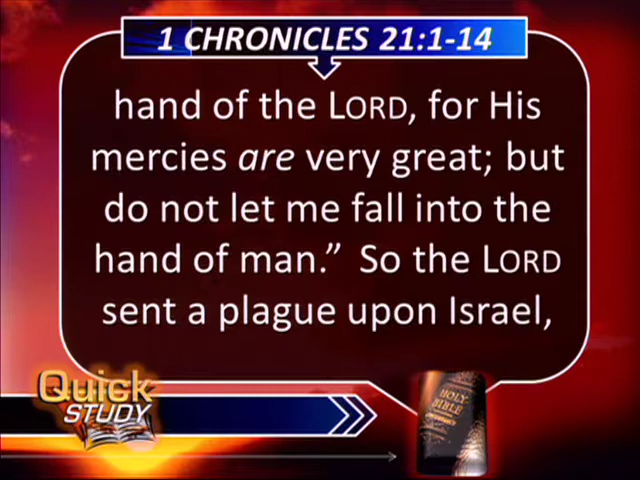 1 CHRONICLES 21:1-14
hand of the LORD, for His
mercies are very great; but
do not let me fall into the
hand of man.” So the LORD
sent a plague upon Israel,
Quick
STUDY
HOLY
BIBLE